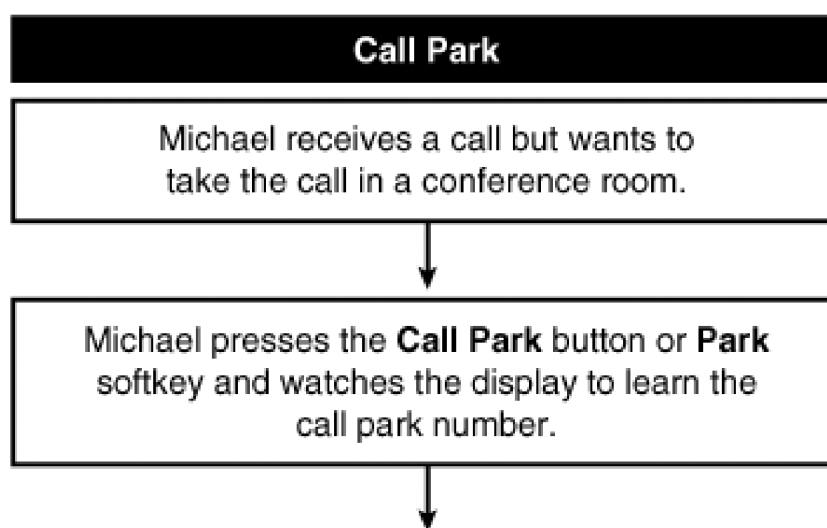 Call Park
Michael receives a call but wants to
take the call in a conference room.
Michael presses the Call Park button or Park
softkey and watches the display to learn the
call park number.